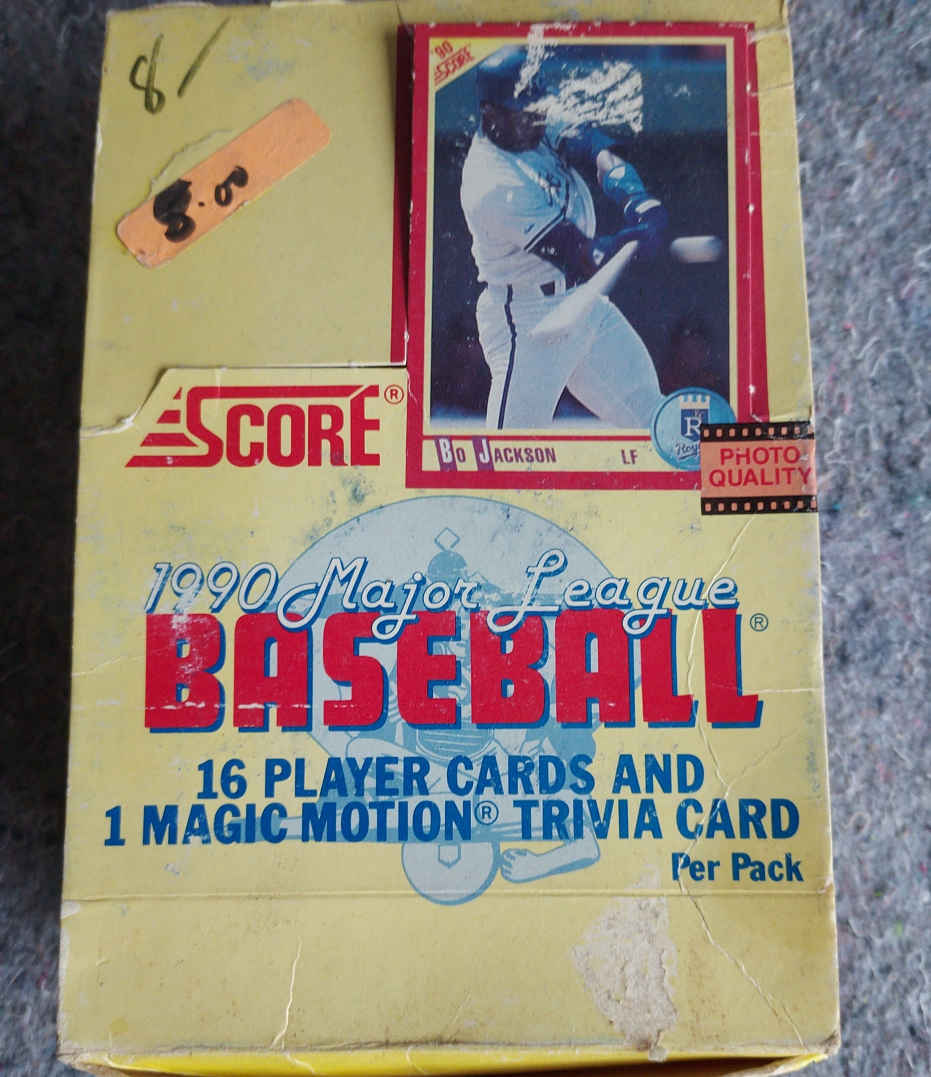 8/
8.00
'90
SCORE
SCORE®
Bo Jackson LF
R
Royals
PHOTO
QUALITY
1990 Major League
BASEBALL®
16 PLAYER CARDS AND
1 MAGIC MOTION® TRIVIA CARD
Per Pack